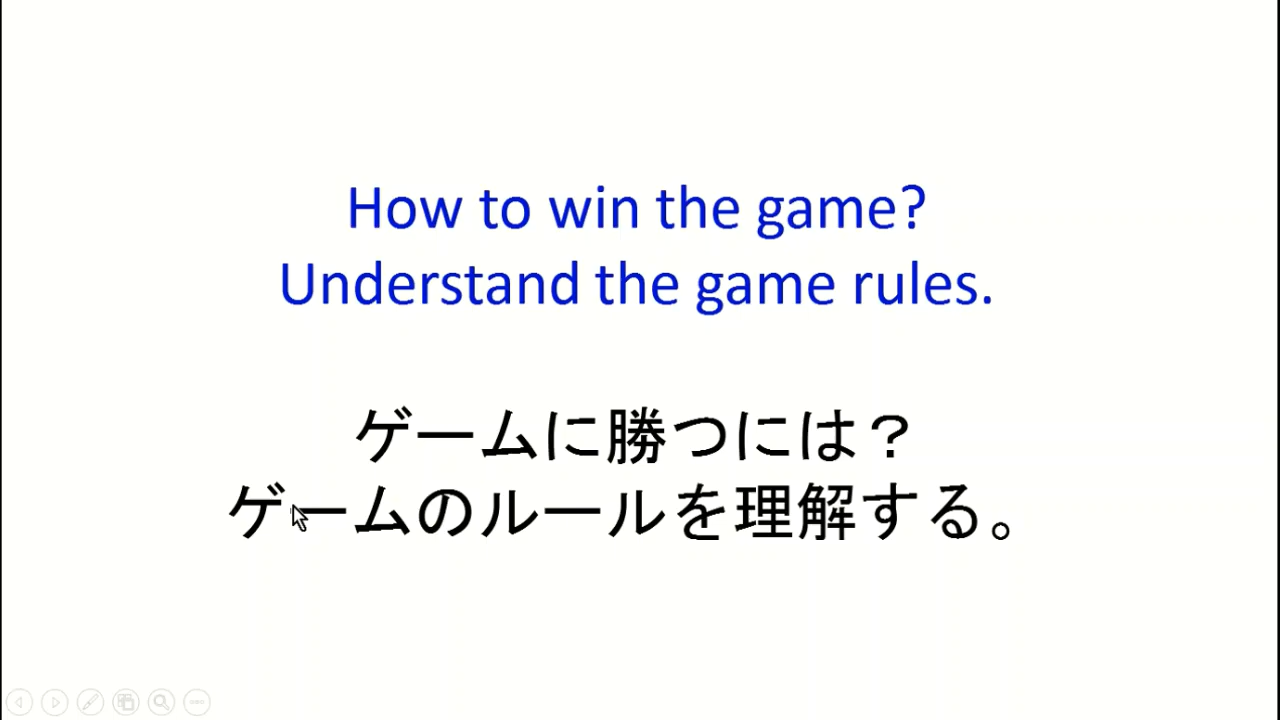 How to win the game?
Understand the game rules.
ゲームに勝つには？
ゲームのルールを理解する。